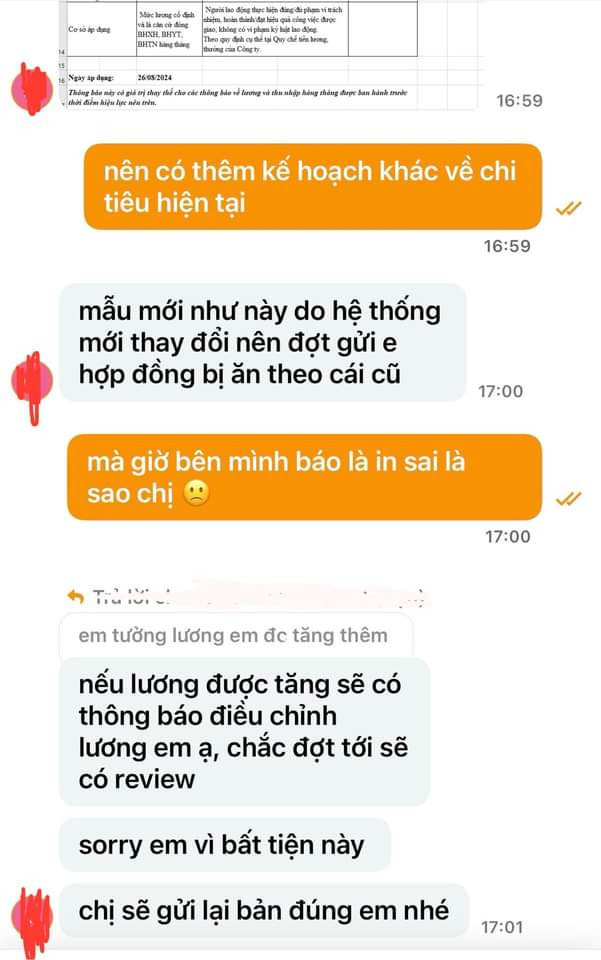 Cơ sở áp dụng
Mức lương cố định
và là căn cứ đóng
BHXH, BHYT,
BHTN hàng tháng
Người lao động thực hiện đúng/đủ phạm vi trách
nhiệm, hoàn thành/đạt hiệu quả công việc được
giao, không có vi phạm kỷ luật lao động.
Theo quy định cụ thể tại Quy chế tiền lương,
thưởng của Công ty.
14
15
16
Ngày áp dụng:
26/08/2024
Thông báo này có giá trị thay thế cho các thông báo về lương và thu nhập hàng tháng được ban hành trước
thời điểm hiệu lực nêu trên.
16:59
nên có thêm kế hoạch khác về chi
tiêu hiện tại
16:59
mẫu mới như này do hệ thống
mới thay đổi nên đợt gửi e
hợp đồng bị ăn theo cái cũ
17:00
mà giờ bên mình báo là in sai là
sao chị 🙁
17:00
Trả lời
em tưởng lương em đc tăng thêm
nếu lương được tăng sẽ có
thông báo điều chỉnh
lương em ạ, chắc đợt tới sẽ
có review
sorry em vì bất tiện này
chị sẽ gửi lại bản đúng em nhé
17:01